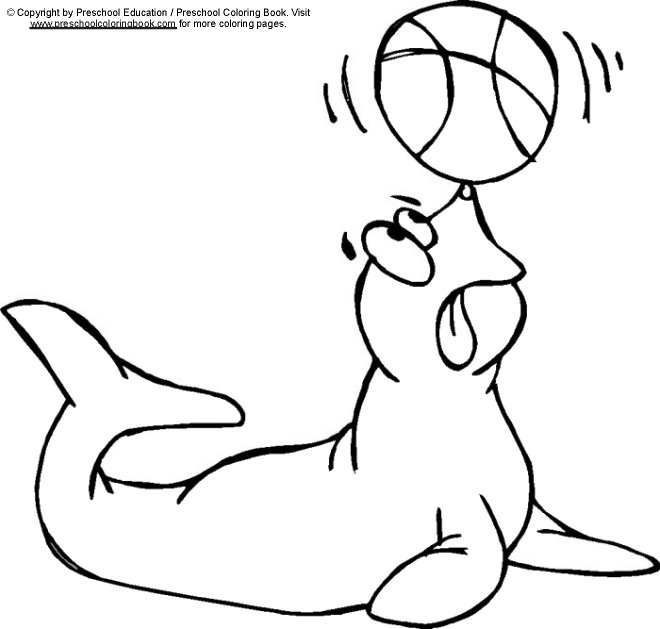 © Copyright by Preschool Education / Preschool Coloring Book. Visit
www.preschoolcoloringbook.com for more coloring pages.